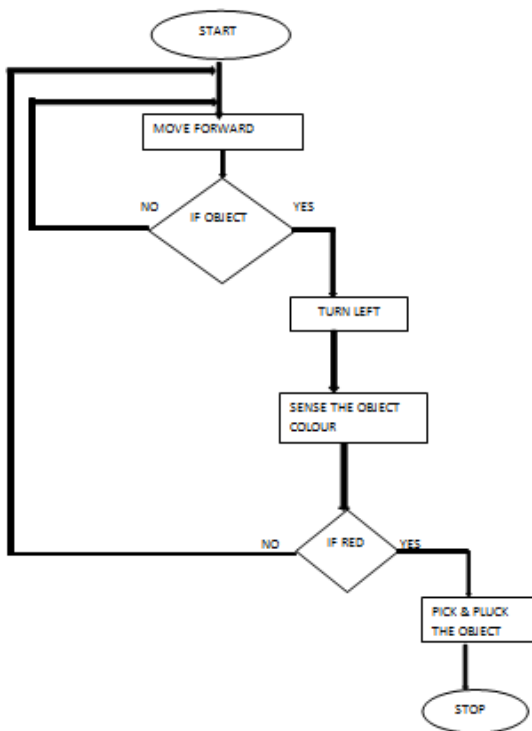 START
MOVE FORWARD
NO
IF OBJECT
YES
TURN LEFT
SENSE THE OBJECT
COLOUR
NO
IF RED
YES
PICK & PLUCK
THE OBJECT
STOP